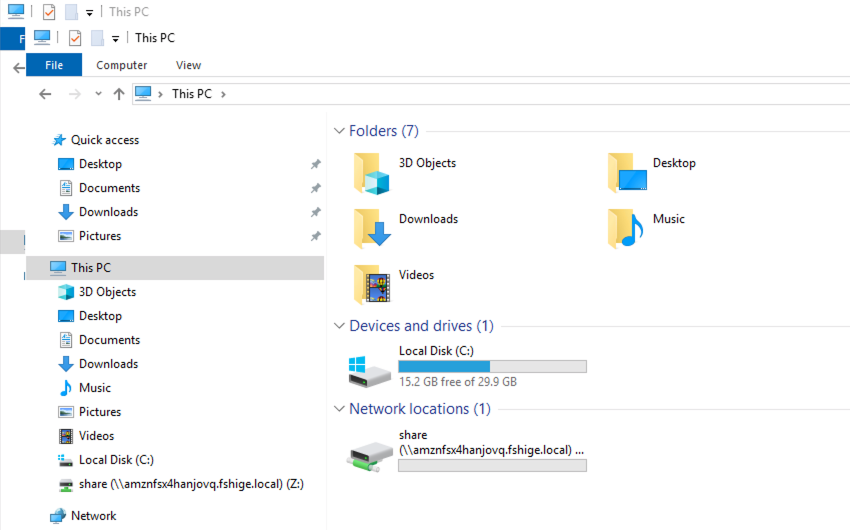 This PC
F
This PC
File
Computer
View
This PC
Quick access
Desktop
Documents
Downloads
Pictures
This PC
3D Objects
Desktop
Documents
Downloads
Music
Pictures
Videos
Local Disk (C:)
share (\\amznfsx4hanjovq.fshige.local) (Z:)
Network
Folders (7)
3D Objects
Desktop
Downloads
Music
Videos
Devices and drives (1)
Local Disk (C:)
15.2 GB free of 29.9 GB
Network locations (1)
share
(\\amznfsx4hanjovq.fshige.local) ...